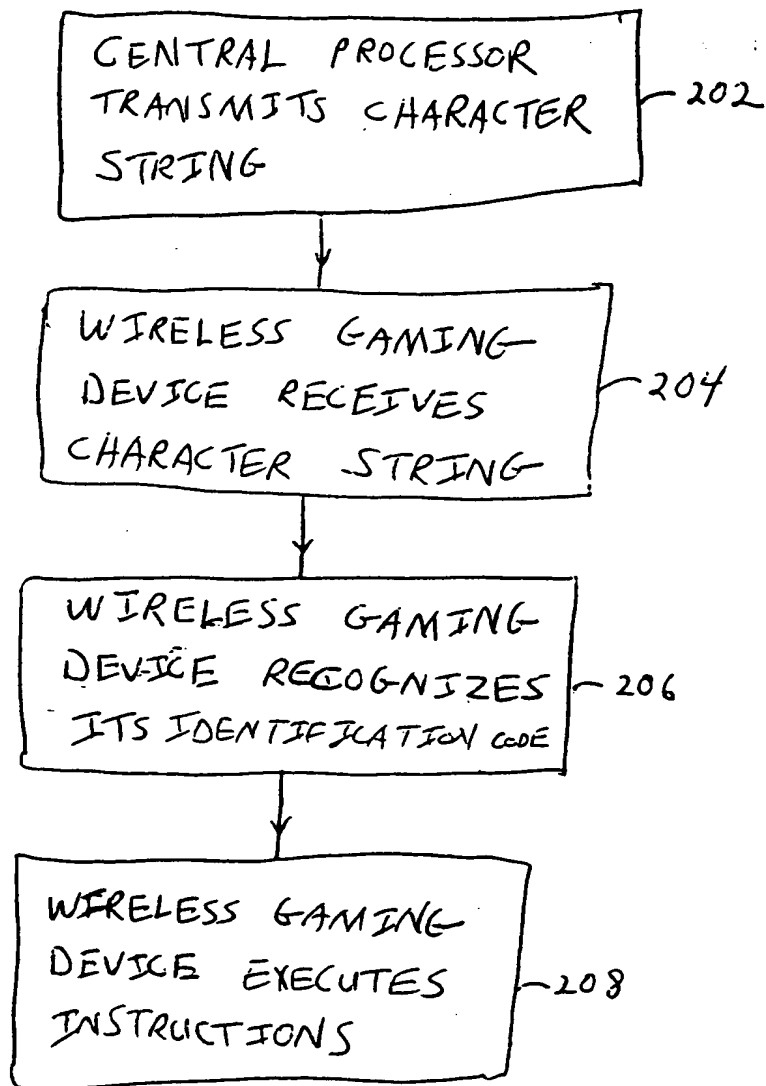 CENTRAL PROCESSOR
TRANSMITS CHARACTER
STRING
202
WIRELESS GAMING
DEVICE RECEIVES
CHARACTER STRING
204
WIRELESS GAMING
DEVICE RECOGNIZES
ITS IDENTIFICATION CODE
206
WIRELESS GAMING
DEVICE EXECUTES
INSTRUCTIONS
208